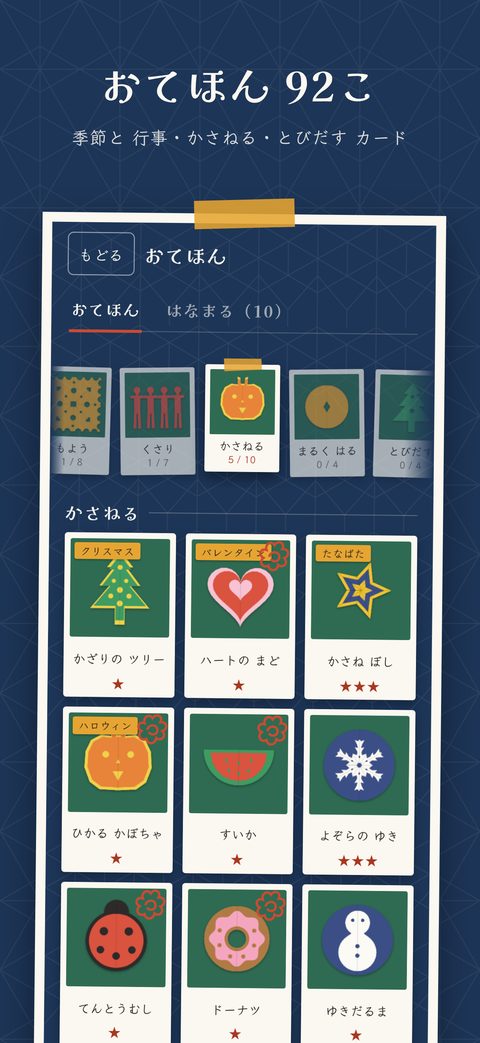 おてほん 92こ
季節と 行事・かさねる・とびだす カード
もどる おてほん
おてほん はなまる（10）
もよう くさり かさねる まるく はる とびだす
1/8 1/7 5/10 0/4 0/4
かさねる
クリスマス バレンタイン たなばた
かざりの ツリー ハートの まど かさね ぼし
★ ★ ★★★
ハロウィン
ひかる かぼちゃ すいか よぞらの ゆき
★ ★ ★★★
てんとうむし ドーナツ ゆきだるま
★ ★ ★